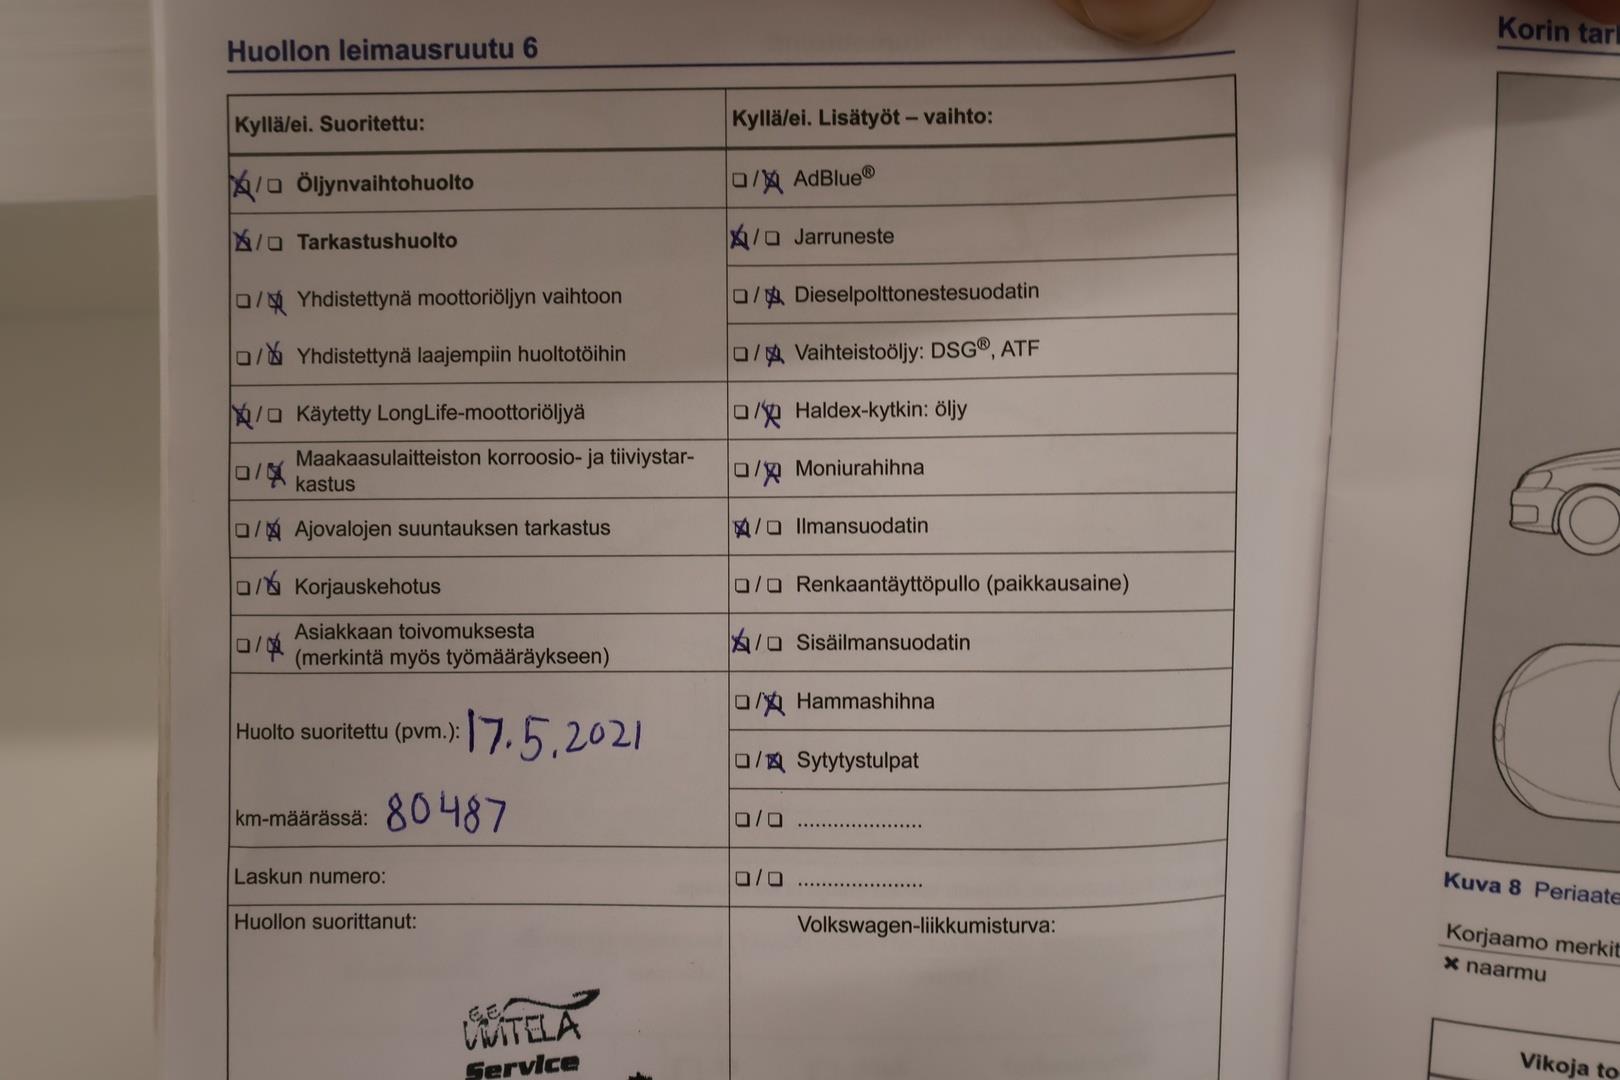 Huollon leimausruutu 6
Kyllä/ei. Suoritettu:
☒/☐ Öljynvaihtohuolto
☒/☐ Tarkastushuolto
☐/☒ Yhdistettynä moottoriöljyn vaihtoon
☐/☒ Yhdistettynä laajempiin huoltotöihin
☒/☐ Käytetty LongLife-moottoriöljyä
☐/☒ Maakaasulaitteiston korroosio- ja tiiviystar-
kastus
☐/☒ Ajovalojen suuntauksen tarkastus
☐/☒ Korjauskehotus
☐/☒ Asiakkaan toivomuksesta
(merkintä myös työmääräykseen)
Huolto suoritettu (pvm.): 17.5.2021
km-määrässä: 80487
Laskun numero:
Huollon suorittanut:
Service
Kyllä/ei. Lisätyöt – vaihto:
☐/☒ AdBlue®
☒/☐ Jarruneste
☐/☒ Dieselpolttonestesuodatin
☐/☒ Vaihteistoöljy: DSG®, ATF
☐/☒ Haldex-kytkin: öljy
☐/☒ Moniurahihna
☒/☐ Ilmansuodatin
☐/☐ Renkaantäyttöpullo (paikkausaine)
☒/☐ Sisäilmansuodatin
☐/☒ Hammashihna
☐/☒ Sytytystulpat
☐/☐ .....................
☐/☐ .....................
Volkswagen-liikkumisturva:
Korin tar
Kuva 8 Periaate
Korjaamo merkit
✖ naarmu
Vikoja to